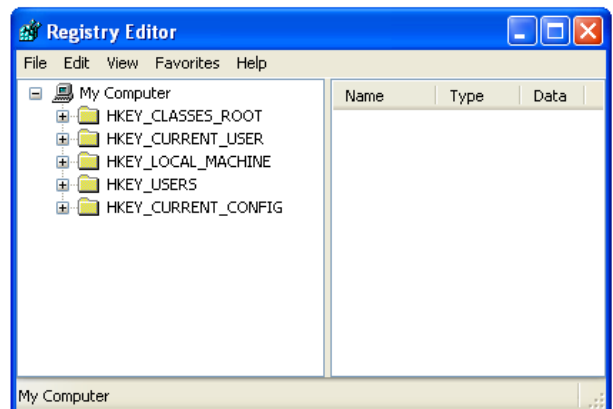 Registry Editor
File Edit View Favorites Help
My Computer
HKEY_CLASSES_ROOT
HKEY_CURRENT_USER
HKEY_LOCAL_MACHINE
HKEY_USERS
HKEY_CURRENT_CONFIG
Name Type Data
My Computer